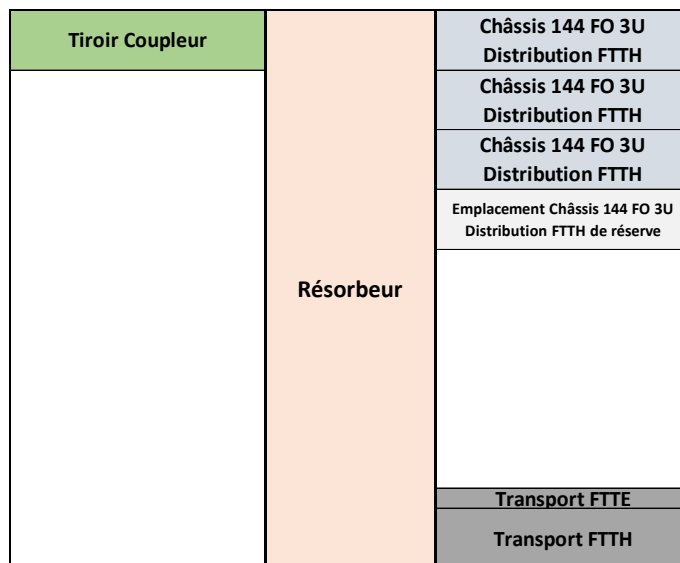 Tiroir Coupleur
Résorbeur
Châssis 144 FO 3U
Distribution FTTH
Châssis 144 FO 3U
Distribution FTTH
Châssis 144 FO 3U
Distribution FTTH
Emplacement Châssis 144 FO 3U
Distribution FTTH de réserve
Transport FTTE
Transport FTTH